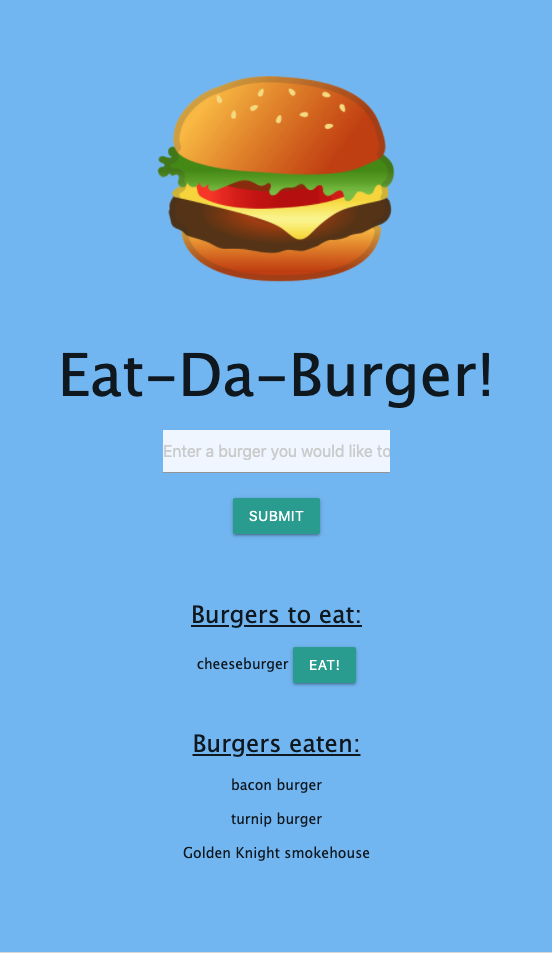 Eat-Da-Burger!
Enter a burger you would like to
SUBMIT
Burgers to eat:
cheeseburger EAT!
Burgers eaten:
bacon burger
turnip burger
Golden Knight smokehouse